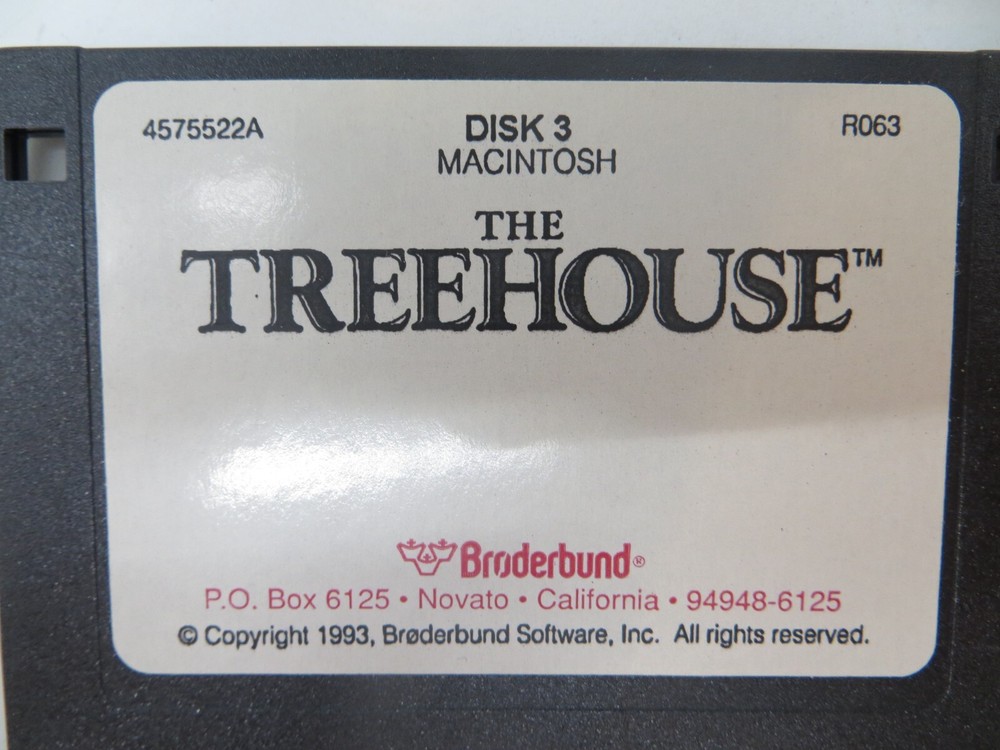 4575522A DISK 3 R063
MACINTOSH
THE
TREEHOUSE™
Brøderbund®
P.O. Box 6125 • Novato • California • 94948-6125
© Copyright 1993, Brøderbund Software, Inc. All rights reserved.